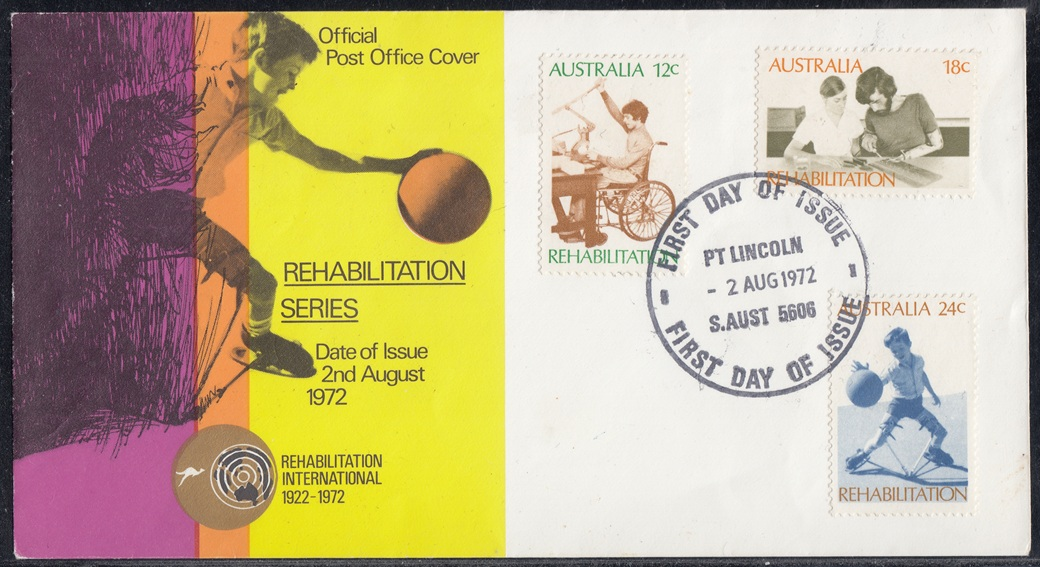 Official
Post Office Cover
REHABILITATION
SERIES
Date of Issue
2nd August
1972
REHABILITATION
INTERNATIONAL
1922-1972
AUSTRALIA 12c
REHABILITATION
AUSTRALIA 18c
REHABILITATION
FIRST DAY OF ISSUE
PT LINCOLN
- 2 AUG 1972
S.AUST 5606
FIRST DAY OF ISSUE
AUSTRALIA 24c
REHABILITATION